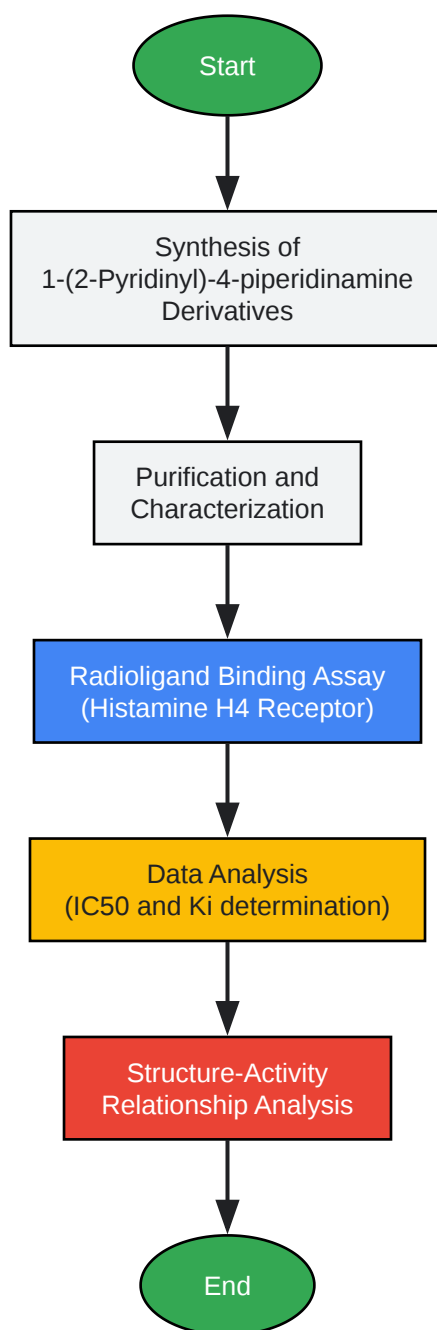 Start
Synthesis of
1-(2-Pyridinyl)-4-piperidinamine
Derivatives
Purification and
Characterization
Radioligand Binding Assay
(Histamine H4 Receptor)
Data Analysis
(IC50 and Ki determination)
Structure-Activity
Relationship Analysis
End